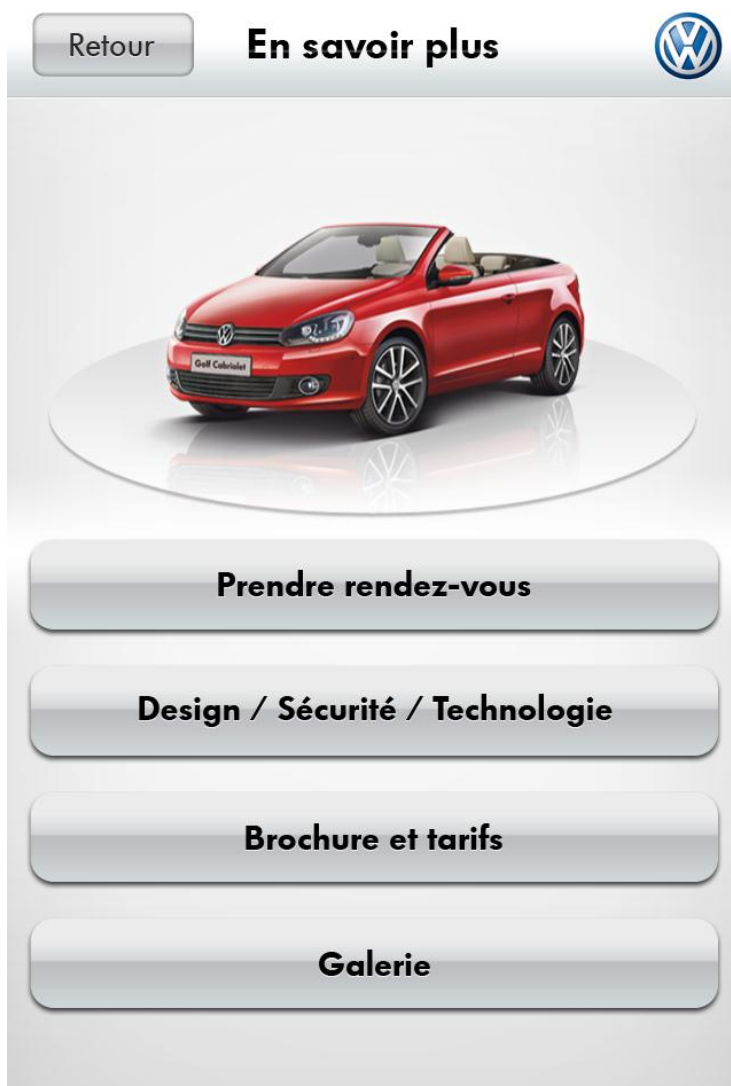 Retour
En savoir plus
Golf Cabriolet
Prendre rendez-vous
Design / Sécurité / Technologie
Brochure et tarifs
Galerie